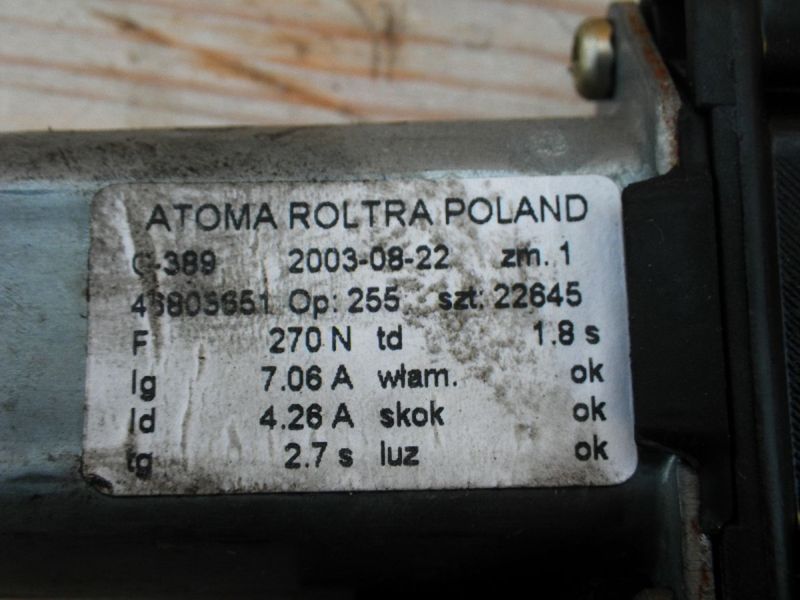 ATOMA ROLTRA POLAND
C-389 2003-08-22 zm. 1
46803651 Op: 255 szt: 22645
F 270 N td 1.8 s
Ig 7.06 A włam. ok
Id 4.26 A skok ok
tg 2.7 s luz ok